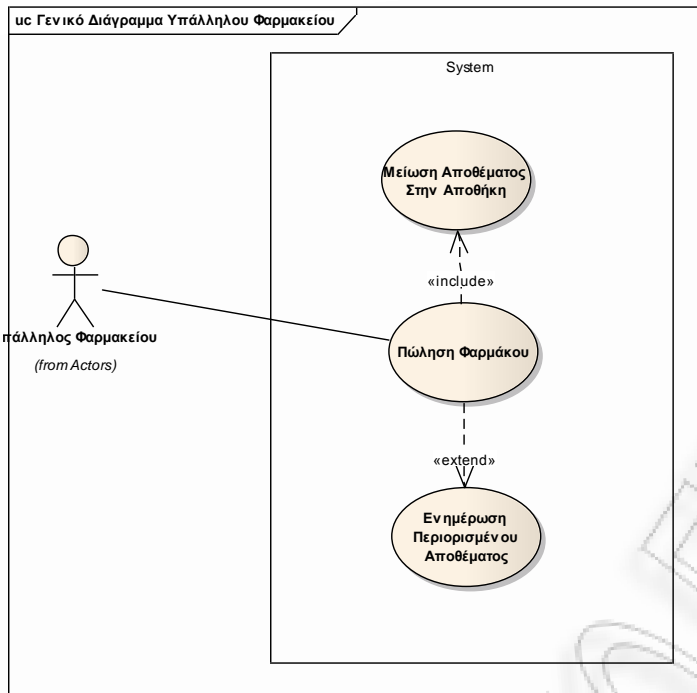 uc Γενικό Διάγραμμα Υπάλληλου Φαρμακείου
System
Μείωση Αποθέματος
Στην Αποθήκη
«include»
πάλληλος Φαρμακείου
(from Actors)
Πώληση Φαρμάκου
«extend»
Ενημέρωση
Περιορισμένου
Αποθέματος